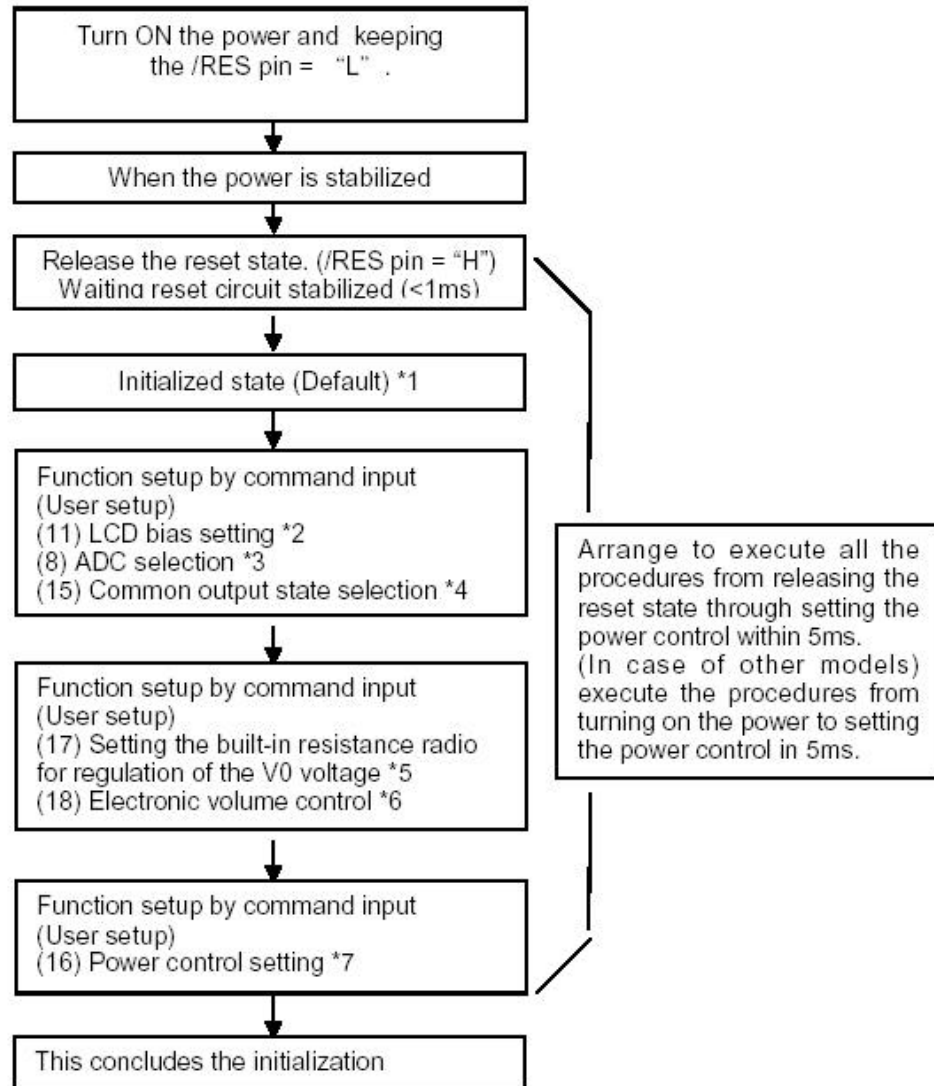 Turn ON the power and keeping
the /RES pin = “L” .
When the power is stabilized
Release the reset state. (/RES pin = “H”)
Waiting reset circuit stabilized (<1ms)
Initialized state (Default) *1
Function setup by command input
(User setup)
(11) LCD bias setting *2
(8) ADC selection *3
(15) Common output state selection *4
Function setup by command input
(User setup)
(17) Setting the built-in resistance radio
for regulation of the V0 voltage *5
(18) Electronic volume control *6
Function setup by command input
(User setup)
(16) Power control setting *7
This concludes the initialization
Arrange to execute all the
procedures from releasing the
reset state through setting the
power control within 5ms.
(In case of other models)
execute the procedures from
turning on the power to setting
the power control in 5ms.